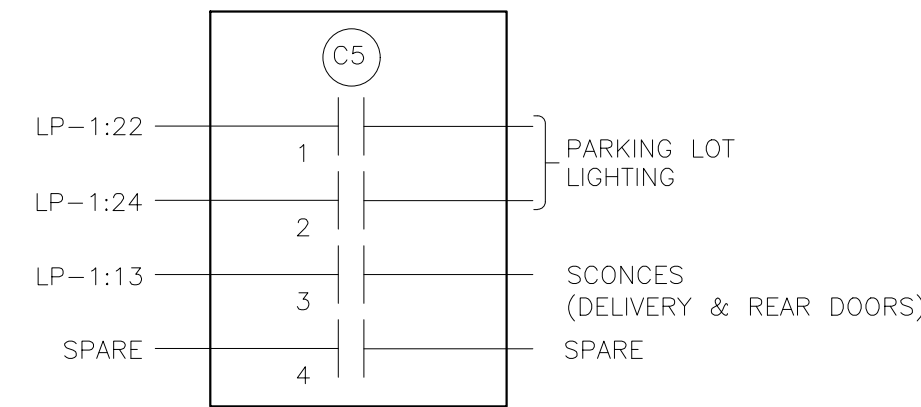 C5
LP-1:22
1
PARKING LOT
LIGHTING
LP-1:24
2
LP-1:13
3
SCONCES
(DELIVERY & REAR DOORS)
SPARE
4
SPARE